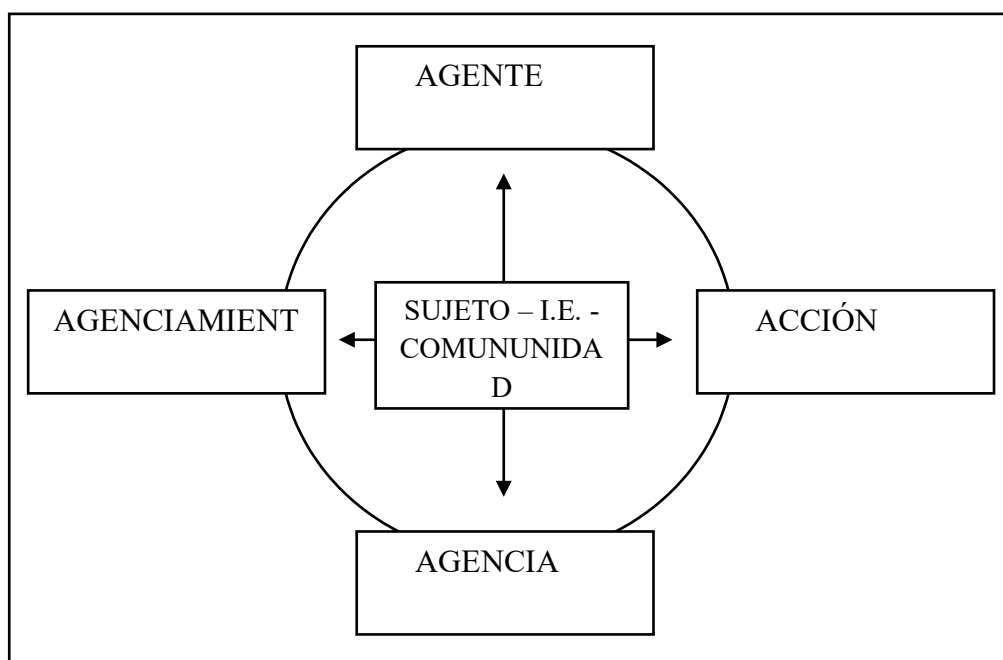 AGENTE
AGENCIAMIENT
SUJETO – I.E. -
COMUNUNIDA
D
ACCIÓN
AGENCIA